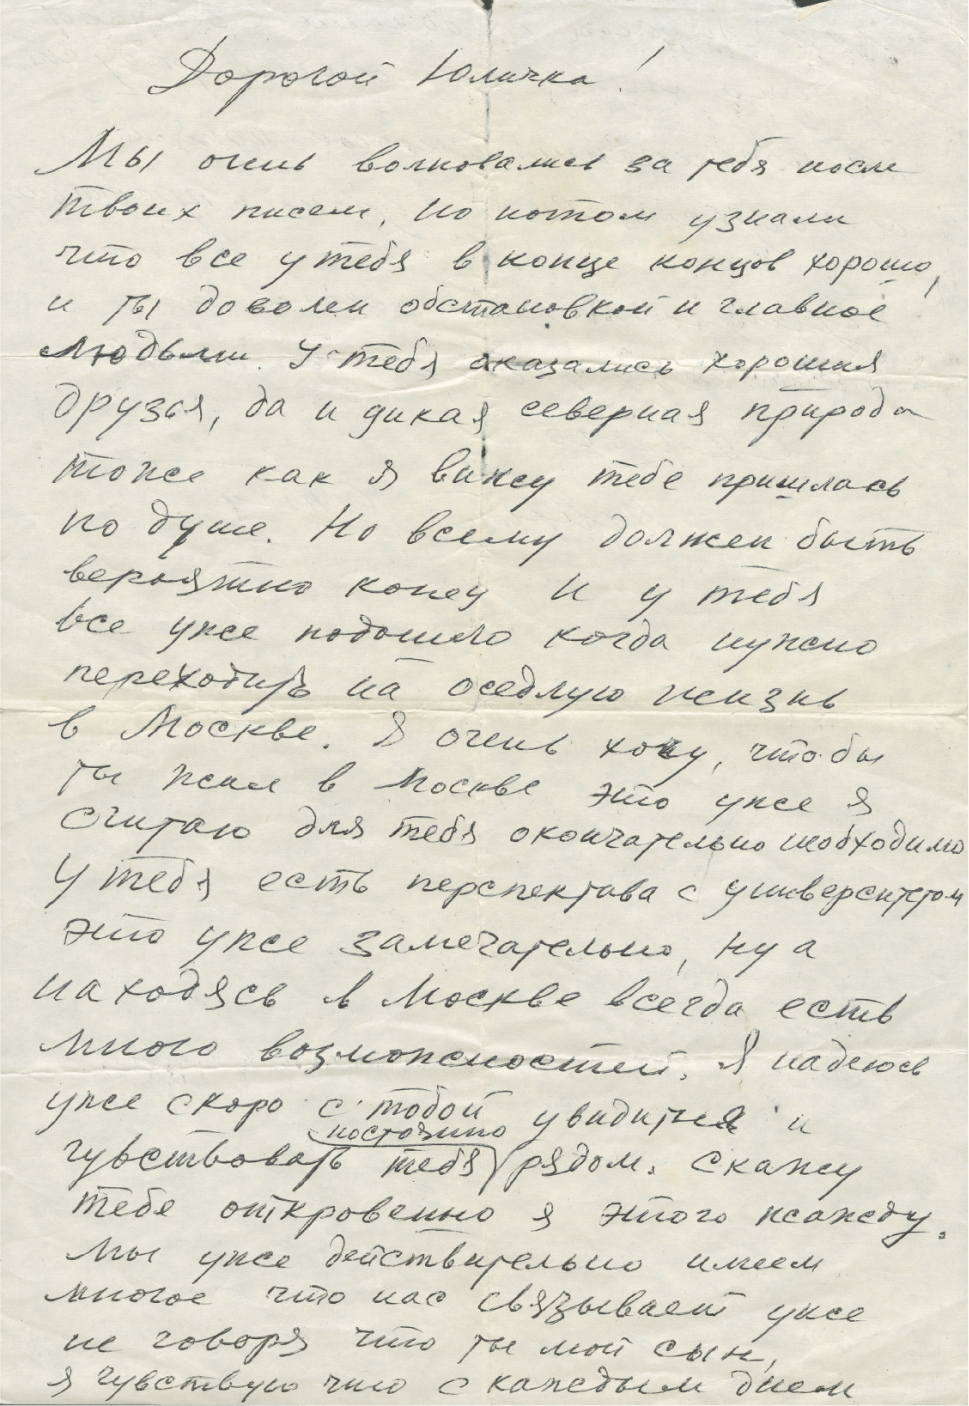 Дорогой Юличка!
Мы очень волновались за тебя после
твоих писем, но потом узнали
что все у тебя в конце концов хорошо,
и ты доволен обстановкой и главное
людьми. У тебя оказались хорошия
друзья, да и дикая северная природа
тоже как я вижу тебе пришлась
по душе. Но всему должен быть
вероятно конец и у тебя
все уже подошло когда нужно
переходить на оседлую жизнь
в Москве. Я очень хочу, чтобы
ты жил в Москве это уже я
считаю для тебя окончательно необходимо
У тебя есть перспектива с университетом
это уже замечательно, ну а
находясь в Москве всегда есть
много возможностей. Я надеюсь
уже скоро с тобой увидится и
постоянно
чувствовать тебя рядом. Скажу
тебе откровенно я этого жажду.
Мы уже действительно имеем
многое что нас связывает уже
не говоря что ты мой сын,
я чувствую что с каждым днем